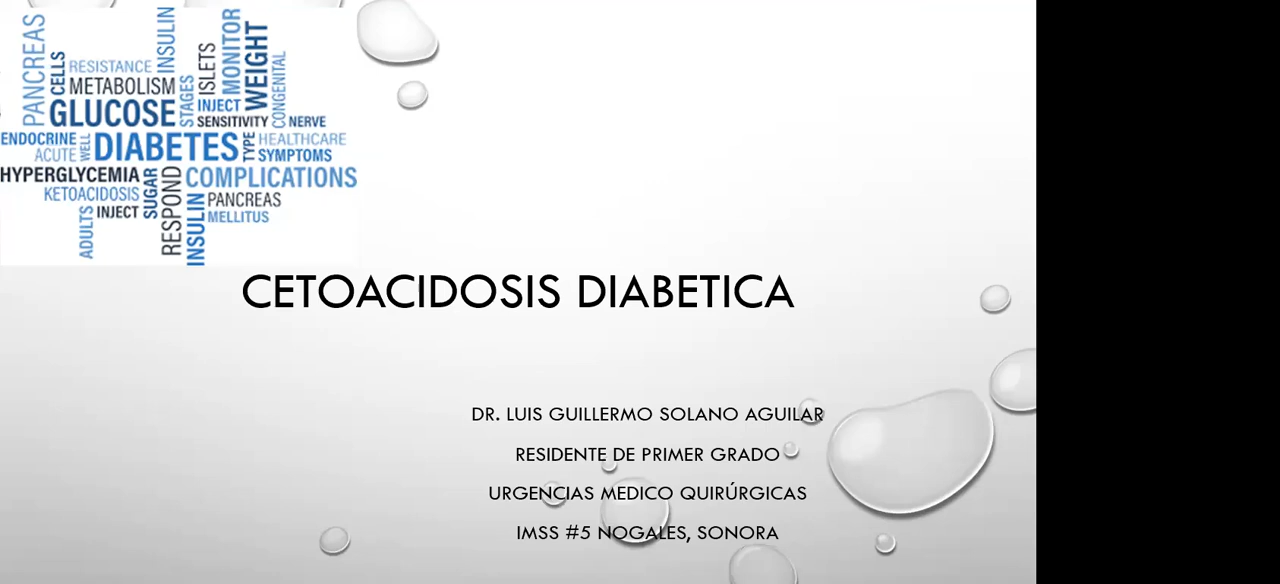 PANCREAS
CELLS
RESISTANCE
INSULIN
METABOLISM
GLUCOSE
STAGES
ISLETS
MONITOR
WEIGHT
CONGENITAL
INJECT
SENSITIVITY
NERVE
ENDOCRINE
ACUTE
WELL
DIABETES
TYPE
HEALTHCARE
SYMPTOMS
HYPERGLYCEMIA
SUGAR
RESPOND
COMPLICATIONS
KETOACIDOSIS
INSULIN
PANCREAS
ADULTS
INJECT
MELLITUS
CETOACIDOSIS DIABETICA
DR. LUIS GUILLERMO SOLANO AGUILAR
RESIDENTE DE PRIMER GRADO
URGENCIAS MEDICO QUIRÚRGICAS
IMSS #5 NOGALES, SONORA